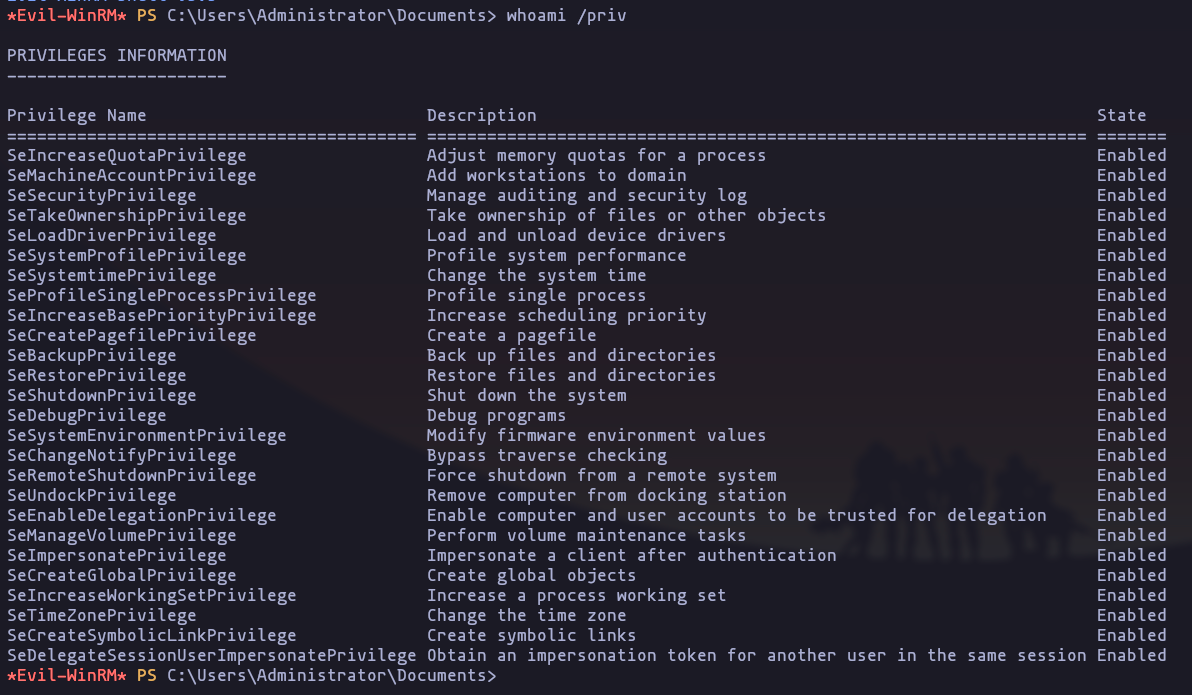 *Evil-WinRM* PS C:\Users\Administrator\Documents> whoami /priv
PRIVILEGES INFORMATION
----------------------
Privilege Name                            Description                                                        State
========================================= ================================================================== =======
SeIncreaseQuotaPrivilege                  Adjust memory quotas for a process                                 Enabled
SeMachineAccountPrivilege                 Add workstations to domain                                         Enabled
SeSecurityPrivilege                       Manage auditing and security log                                   Enabled
SeTakeOwnershipPrivilege                  Take ownership of files or other objects                           Enabled
SeLoadDriverPrivilege                     Load and unload device drivers                                     Enabled
SeSystemProfilePrivilege                  Profile system performance                                         Enabled
SeSystemtimePrivilege                     Change the system time                                             Enabled
SeProfileSingleProcessPrivilege           Profile single process                                             Enabled
SeIncreaseBasePriorityPrivilege           Increase scheduling priority                                       Enabled
SeCreatePagefilePrivilege                 Create a pagefile                                                  Enabled
SeBackupPrivilege                         Back up files and directories                                      Enabled
SeRestorePrivilege                        Restore files and directories                                      Enabled
SeShutdownPrivilege                       Shut down the system                                               Enabled
SeDebugPrivilege                          Debug programs                                                     Enabled
SeSystemEnvironmentPrivilege              Modify firmware environment values                                 Enabled
SeChangeNotifyPrivilege                   Bypass traverse checking                                           Enabled
SeRemoteShutdownPrivilege                 Force shutdown from a remote system                                Enabled
SeUndockPrivilege                         Remove computer from docking station                               Enabled
SeEnableDelegationPrivilege               Enable computer and user accounts to be trusted for delegation     Enabled
SeManageVolumePrivilege                   Perform volume maintenance tasks                                   Enabled
SeImpersonatePrivilege                    Impersonate a client after authentication                          Enabled
SeCreateGlobalPrivilege                   Create global objects                                              Enabled
SeIncreaseWorkingSetPrivilege             Increase a process working set                                     Enabled
SeTimeZonePrivilege                       Change the time zone                                               Enabled
SeCreateSymbolicLinkPrivilege             Create symbolic links                                              Enabled
SeDelegateSessionUserImpersonatePrivilege Obtain an impersonation token for another user in the same session Enabled
*Evil-WinRM* PS C:\Users\Administrator\Documents>